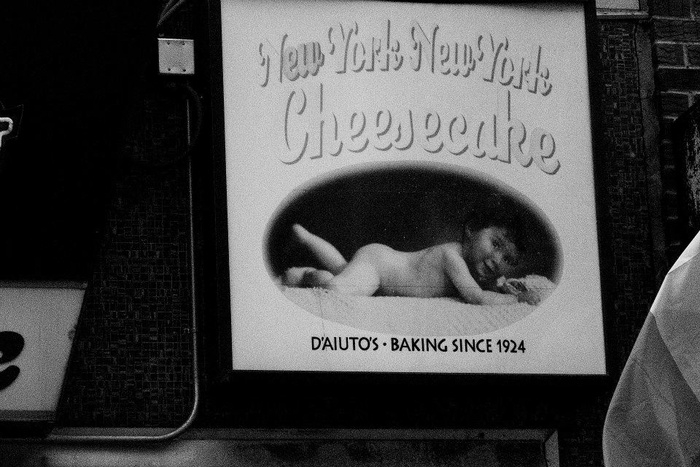 New York New York
Cheesecake
D'AIUTO'S • BAKING SINCE 1924
e